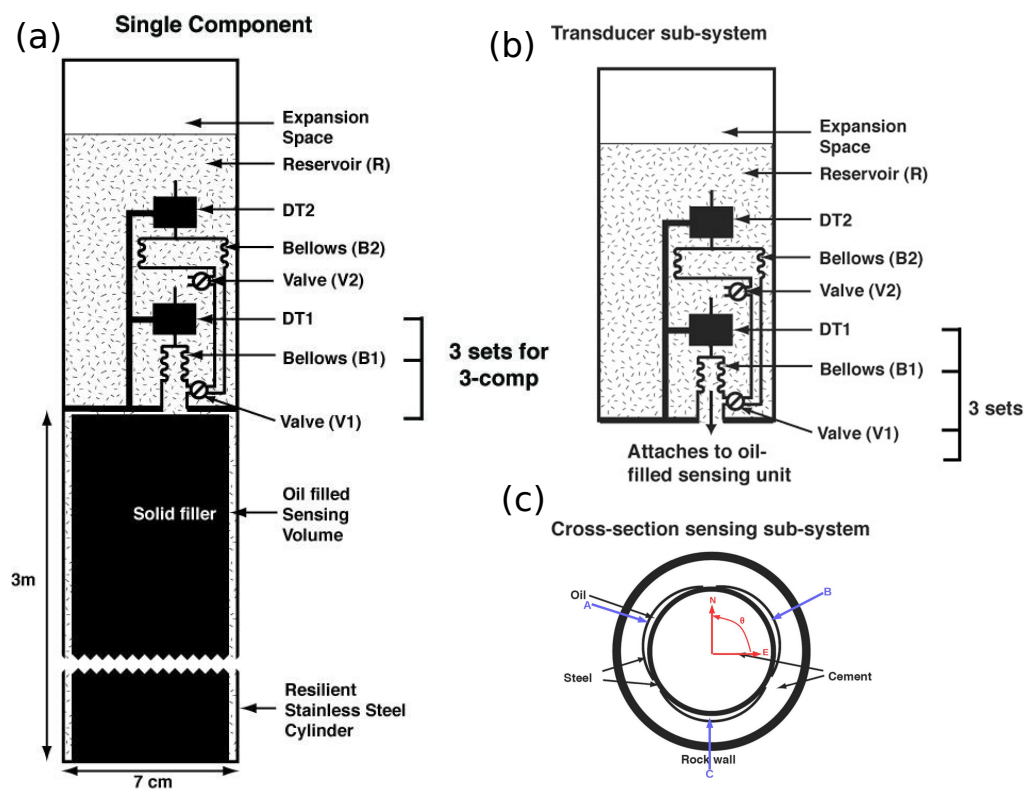 (a)
Single Component
Expansion
Space
Reservoir (R)
DT2
Bellows (B2)
Valve (V2)
DT1
Bellows (B1)
Valve (V1)
3 sets for
3-comp
Solid filler
Oil filled
Sensing
Volume
3m
Resilient
Stainless Steel
Cylinder
7 cm
(b)
Transducer sub-system
Expansion
Space
Reservoir (R)
DT2
Bellows (B2)
Valve (V2)
DT1
Bellows (B1)
Valve (V1)
3 sets
Attaches to oil-
filled sensing unit
(c)
Cross-section sensing sub-system
Oil
A
B
N
θ
E
Steel
Cement
Rock wall
C